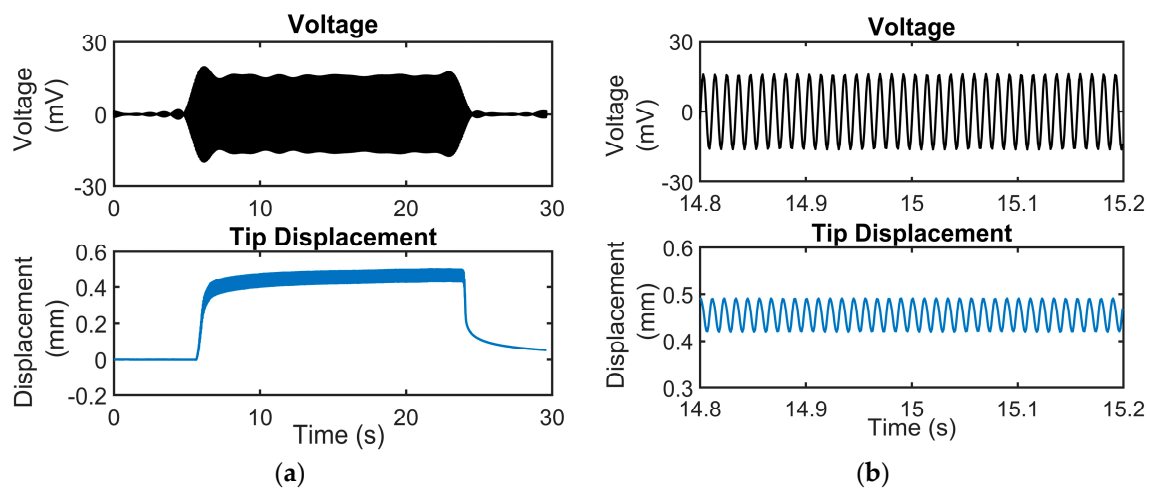 Voltage
30
0
-30
Voltage
(mV)
0
10
20
30
Tip Displacement
0.6
0.4
0.2
0
-0.2
Displacement
(mm)
0
10
20
30
Time (s)
(a)
Voltage
30
0
-30
Voltage
(mV)
14.8
14.9
15
15.1
15.2
Tip Displacement
0.6
0.5
0.4
0.3
Displacement
(mm)
14.8
14.9
15
15.1
15.2
Time (s)
(b)